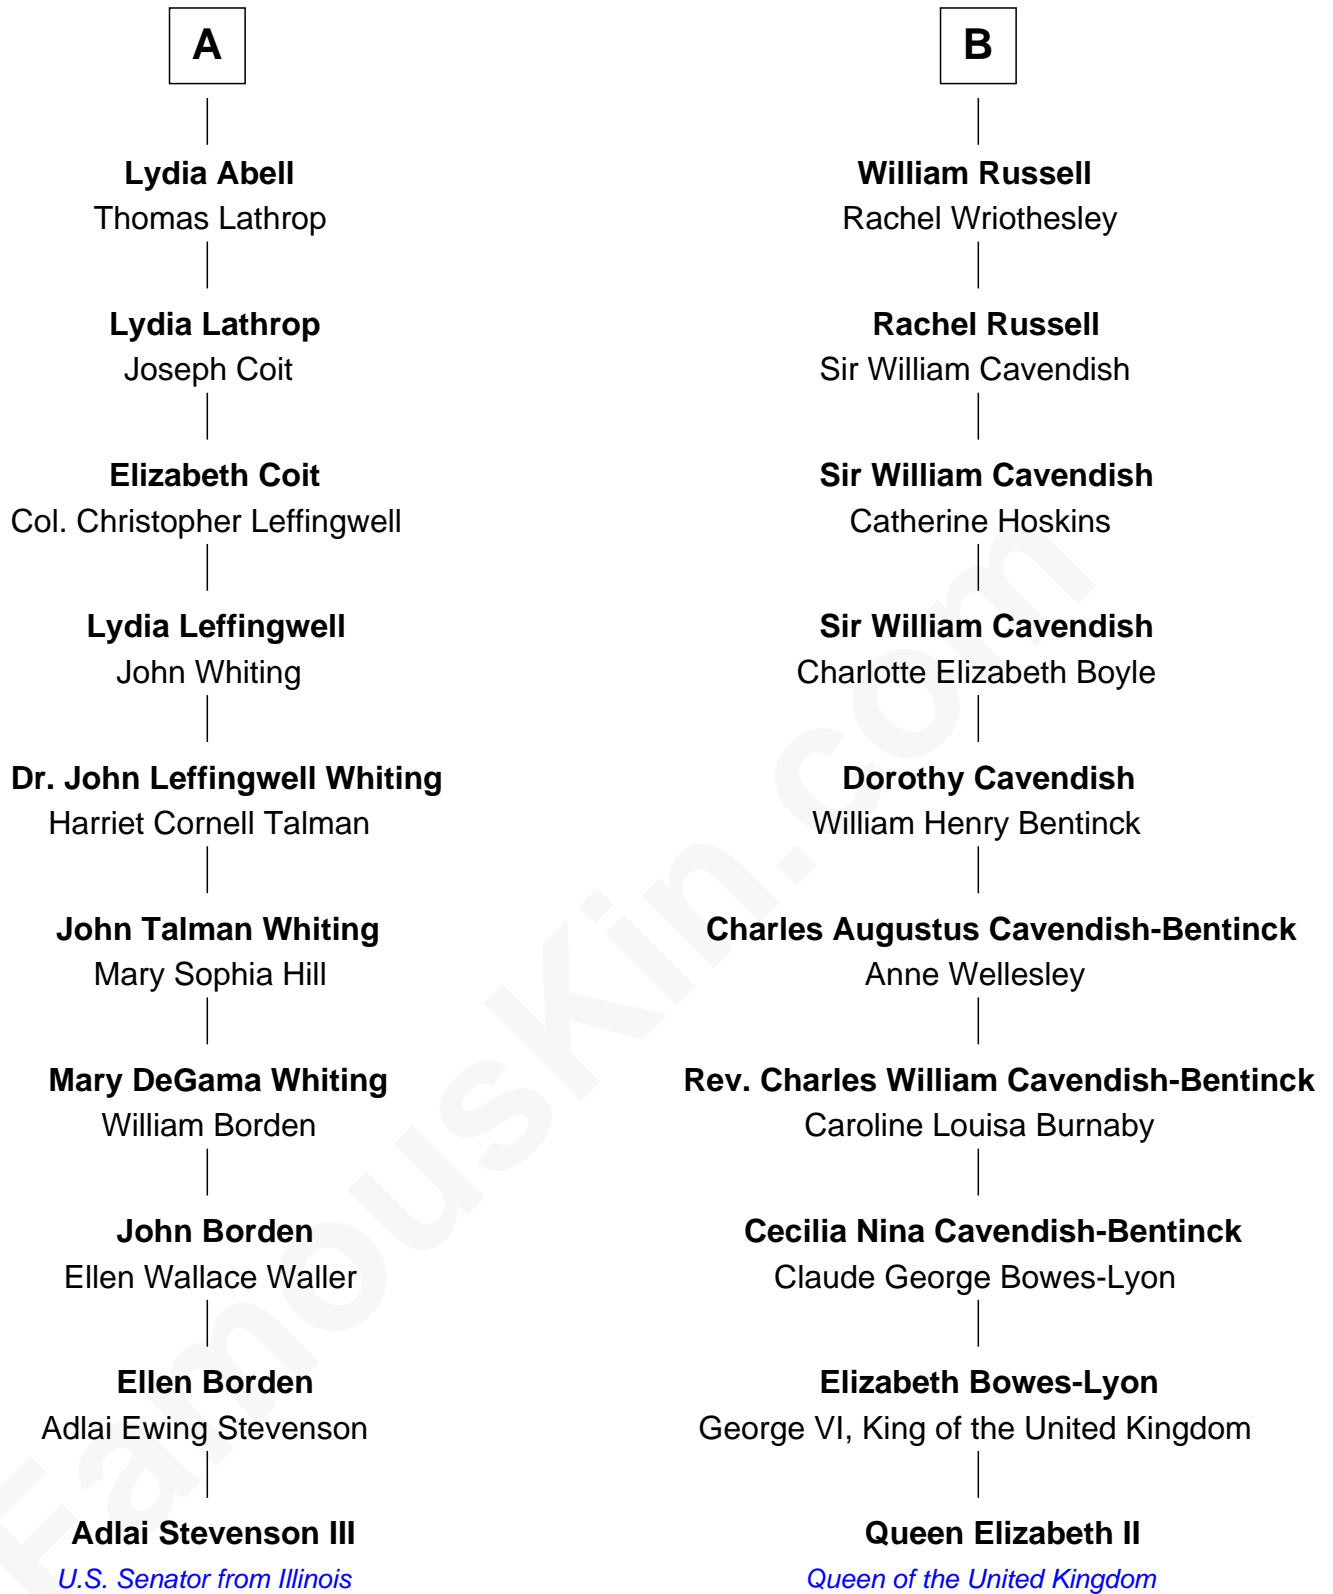 A
Lydia Abell
Thomas Lathrop
Lydia Lathrop
Joseph Coit
Elizabeth Coit
Col. Christopher Leffingwell
Lydia Leffingwell
John Whiting
Dr. John Leffingwell Whiting
Harriet Cornell Talman
John Talman Whiting
Mary Sophia Hill
Mary DeGama Whiting
William Borden
John Borden
Ellen Wallace Waller
Ellen Borden
Adlai Ewing Stevenson
Adlai Stevenson III
U.S. Senator from Illinois
B
William Russell
Rachel Wriothesley
Rachel Russell
Sir William Cavendish
Sir William Cavendish
Catherine Hoskins
Sir William Cavendish
Charlotte Elizabeth Boyle
Dorothy Cavendish
William Henry Bentinck
Charles Augustus Cavendish-Bentinck
Anne Wellesley
Rev. Charles William Cavendish-Bentinck
Caroline Louisa Burnaby
Cecilia Nina Cavendish-Bentinck
Claude George Bowes-Lyon
Elizabeth Bowes-Lyon
George VI, King of the United Kingdom
Queen Elizabeth II
Queen of the United Kingdom
FamousKin.com